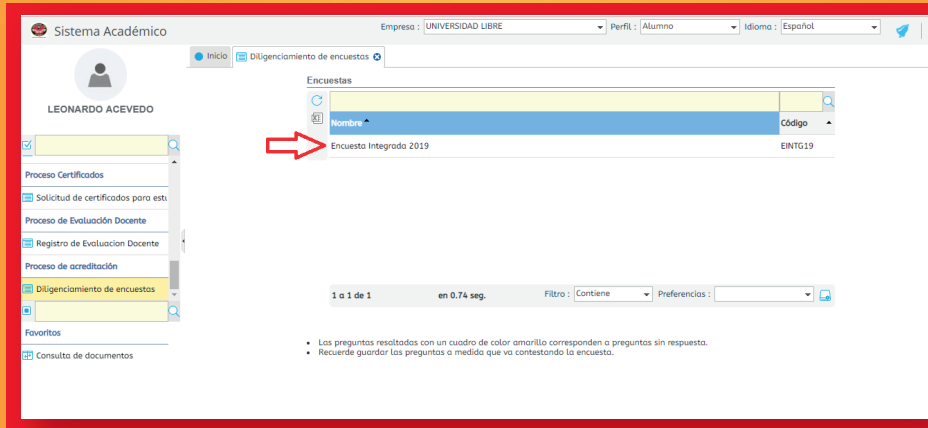 Sistema Académico
Empresa : UNIVERSIDAD LIBRE Perfil : Alumno Idioma : Español
Inicio Diligenciamiento de encuestas
LEONARDO ACEVEDO
Proceso Certificados
Solicitud de certificados para estu
Proceso de Evaluación Docente
Registro de Evaluacion Docente
Proceso de acreditación
Diligenciamiento de encuestas
Favoritos
Consulta de documentos
Encuestas
Nombre Código
Encuesta Integrada 2019 EINTG19
1 a 1 de 1 en 0.74 seg. Filtro : Contiene Preferencias :
• Las preguntas resaltadas con un cuadro de color amarillo corresponden a preguntas sin respuesta.
• Recuerde guardar las preguntas a medida que va contestando la encuesta.